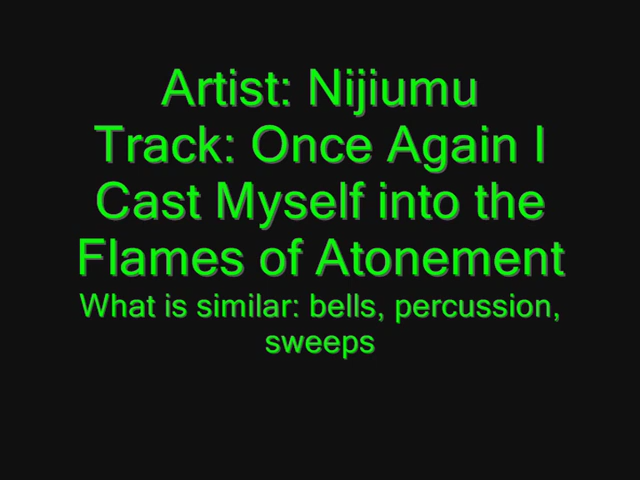 Artist: Nijiumu
Track: Once Again I
Cast Myself into the
Flames of Atonement
What is similar: bells, percussion,
sweeps